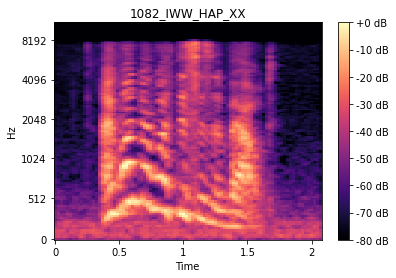 1082_IWW_HAP_XX
8192
4096
2048
1024
512
0
Hz
0
0.5
1
1.5
2
Time
+0 dB
-10 dB
-20 dB
-30 dB
-40 dB
-50 dB
-60 dB
-70 dB
-80 dB